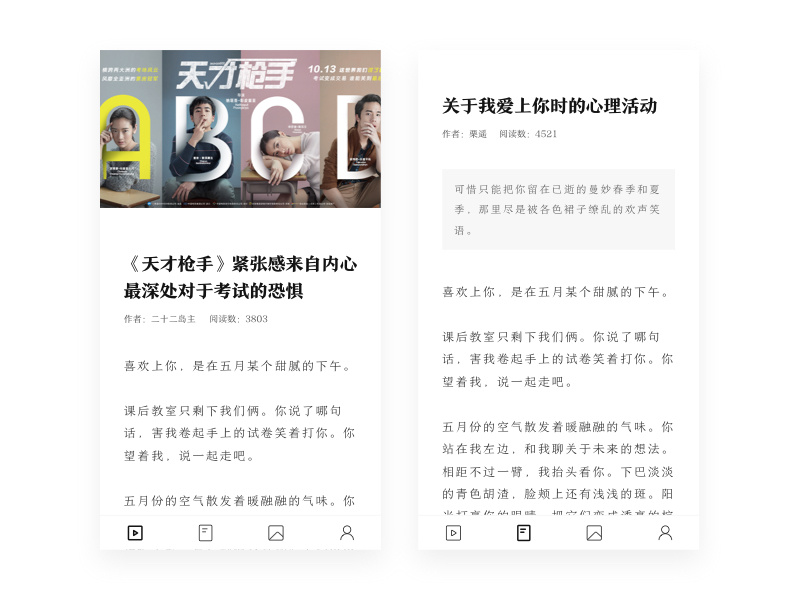 天才枪手
10.13
ABCD
《天才枪手》紧张感来自内心
最深处对于考试的恐惧
作者：二十二岛主 阅读数：3803
喜欢上你，是在五月某个甜腻的下午。
课后教室只剩下我们俩。你说了哪句
话，害我卷起手上的试卷笑着打你。你
望着我，说一起走吧。
五月份的空气散发着暖融融的气味。你
关于我爱上你时的心理活动
作者：栗遥 阅读数：4521
可惜只能把你留在已逝的曼妙春季和夏
季，那里尽是被各色裙子缭乱的欢声笑
语。
喜欢上你，是在五月某个甜腻的下午。
课后教室只剩下我们俩。你说了哪句
话，害我卷起手上的试卷笑着打你。你
望着我，说一起走吧。
五月份的空气散发着暖融融的气味。你
站在我左边，和我聊关于未来的想法。
相距不过一臂，我抬头看你。下巴淡淡
的青色胡渣，脸颊上还有浅浅的斑。阳